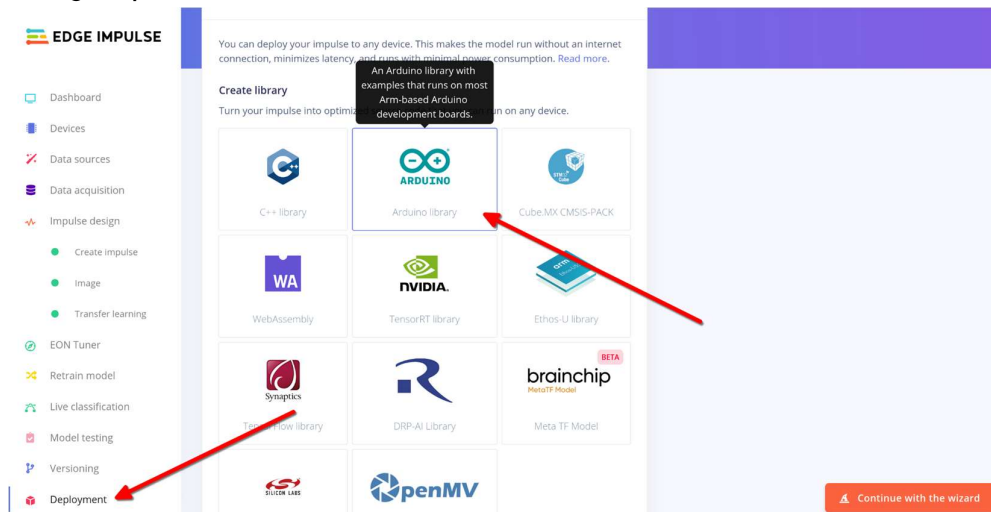 EDGE IMPULSE
Dashboard
Devices
Data sources
Data acquisition
Impulse design
Create impulse
Image
Transfer learning
EON Tuner
Retrain model
Live classification
Model testing
Versioning
Deployment
You can deploy your impulse to any device. This makes the model run without an internet
connection, minimizes latency, and runs with minimal power consumption. Read more.
An Arduino library with
examples that runs on most
Arm-based Arduino
development boards.
Create library
Turn your impulse into optimi
run on any device.
C++
C++ library
ARDUINO
Arduino library
STM32
Cube
Cube.MX CMSIS-PACK
WA
WebAssembly
NVIDIA.
TensorRT library
arm
Ethos-U library
Synaptics
TensorFlow library
R
DRP-AI Library
BETA
brainchip
MetaTF Model
Meta TF Model
SILICON LABS
OpenMV
Continue with the wizard